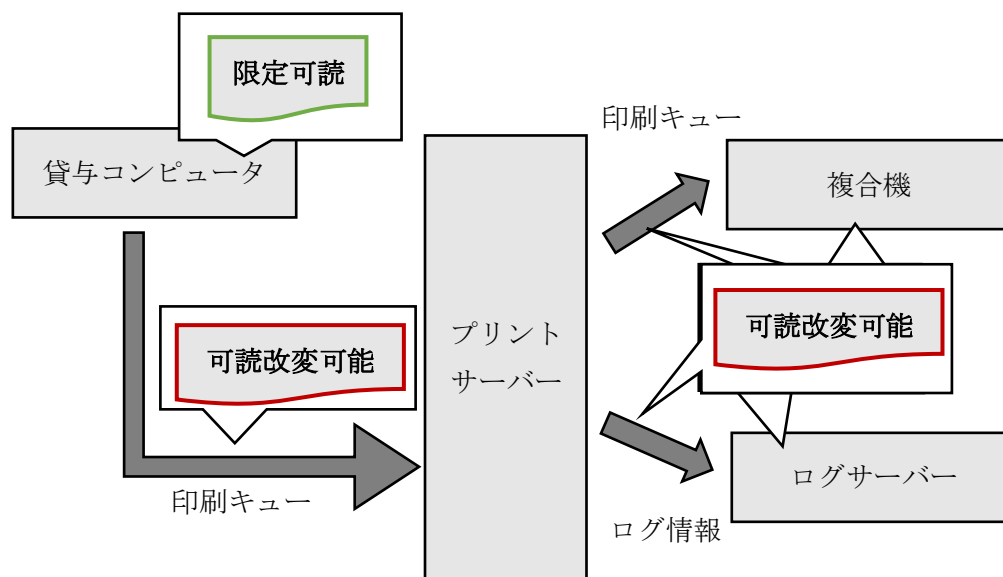 限定可読
貸与コンピュータ
印刷キュー
複合機
可読改変可能
プリント
サーバー
可読改変可能
印刷キュー
ログサーバー
ログ情報